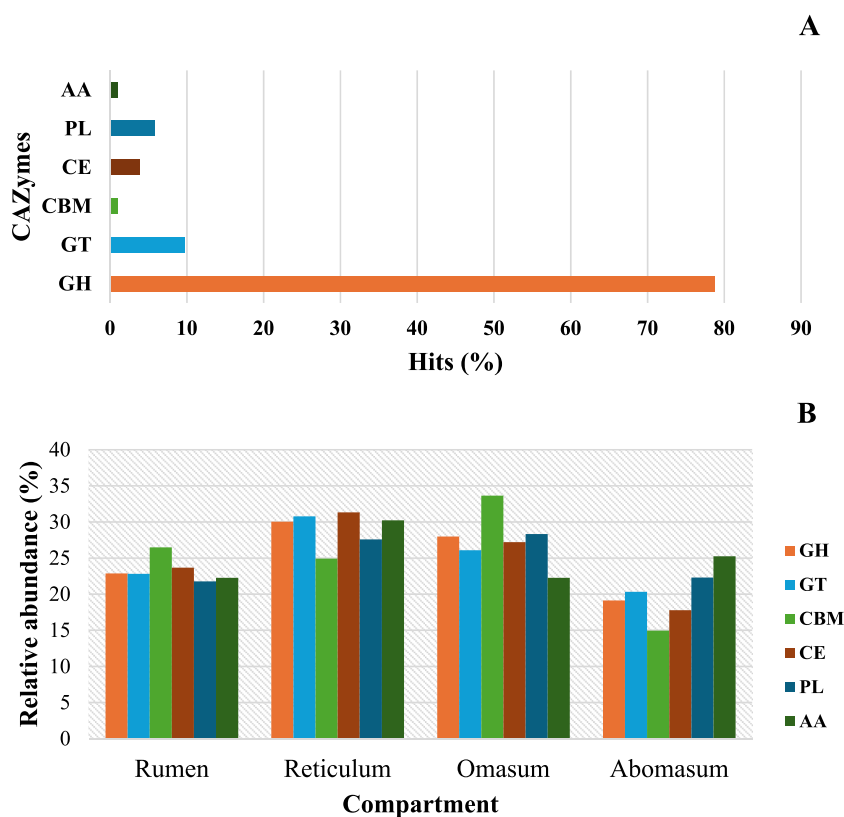 A
CAZymes
AA
PL
CE
CBM
GT
GH
0 10 20 30 40 50 60 70 80 90
Hits (%)
B
Relative abundance (%)
40
35
30
25
20
15
10
5
0
Rumen Reticulum Omasum Abomasum
Compartment
GH
GT
CBM
CE
PL
AA